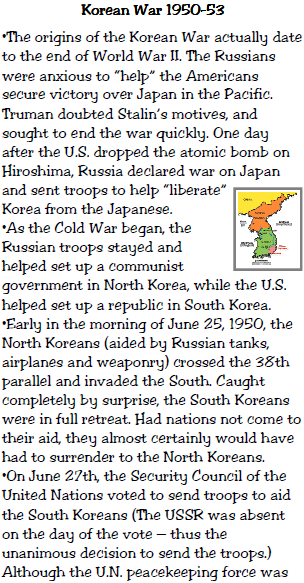 Korean War 1950-53
•The origins of the Korean War actually date
to the end of World War II. The Russians
were anxious to "help" the Americans
secure victory over Japan in the Pacific.
Truman doubted Stalin's motives, and
sought to end the war quickly. One day
after the U.S. dropped the atomic bomb on
Hiroshima, Russia declared war on Japan
and sent troops to help "liberate"
Korea from the Japanese.
•As the Cold War began, the
Russian troops stayed and
helped set up a communist
government in North Korea, while the U.S.
helped set up a republic in South Korea.
•Early in the morning of June 25, 1950, the
North Koreans (aided by Russian tanks,
airplanes and weaponry) crossed the 38th
parallel and invaded the South. Caught
completely by surprise, the South Koreans
were in full retreat. Had nations not come to
their aid, they almost certainly would have
had to surrender to the North Koreans.
•On June 27th, the Security Council of the
United Nations voted to send troops to aid
the South Koreans (The USSR was absent
on the day of the vote – thus the
unanimous decision to send the troops.)
Although the U.N. peacekeeping force was